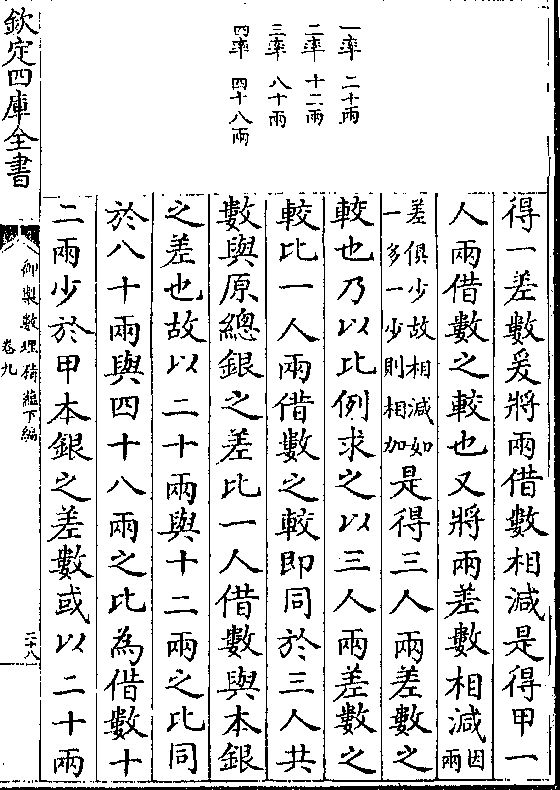 一率　二十兩
二率　十二兩
三率　八十兩
四率　四十八兩
得一差數爰將兩借數相減是得甲一
人兩借數之較也又將兩差數相減因兩
差俱少故相減如一多一少則相加是得三人兩差數之
較也乃以比例求之以三人兩差數之
較比一人兩借數之較即同於三人共
數與原總銀之差比一人借數與本銀
之差也故以二十兩與十二兩之比同
於八十兩與四十八兩之比為借數十
二兩少於甲本銀之差數或以二十兩
欽定四庫全書
御製數理精蘊下編
卷九
二十八